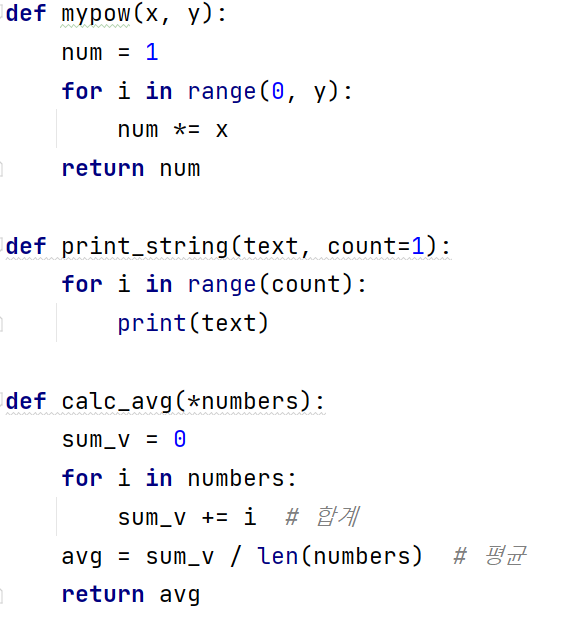 def mypow(x, y):
    num = 1
    for i in range(0, y):
        num *= x
    return num

def print_string(text, count=1):
    for i in range(count):
        print(text)

def calc_avg(*numbers):
    sum_v = 0
    for i in numbers:
        sum_v += i  # 합계
    avg = sum_v / len(numbers)  # 평균
    return avg